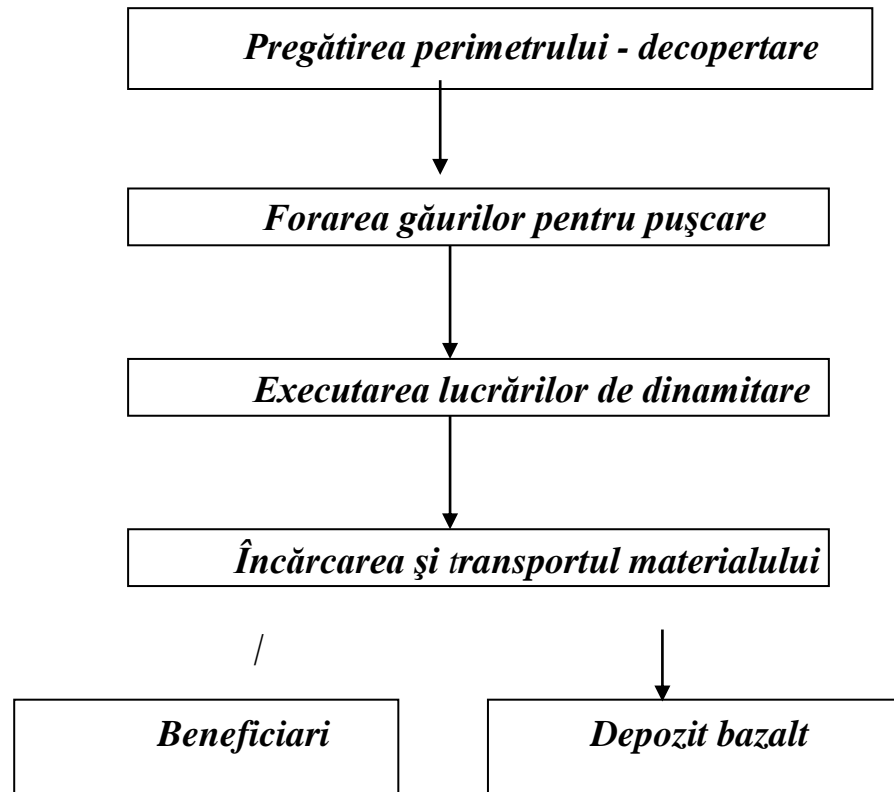 Pregătirea perimetrului - decopertare
Forarea găurilor pentru puşcare
Executarea lucrărilor de dinamitare
Încărcarea şi transportul materialului
/
Beneficiari
Depozit bazalt